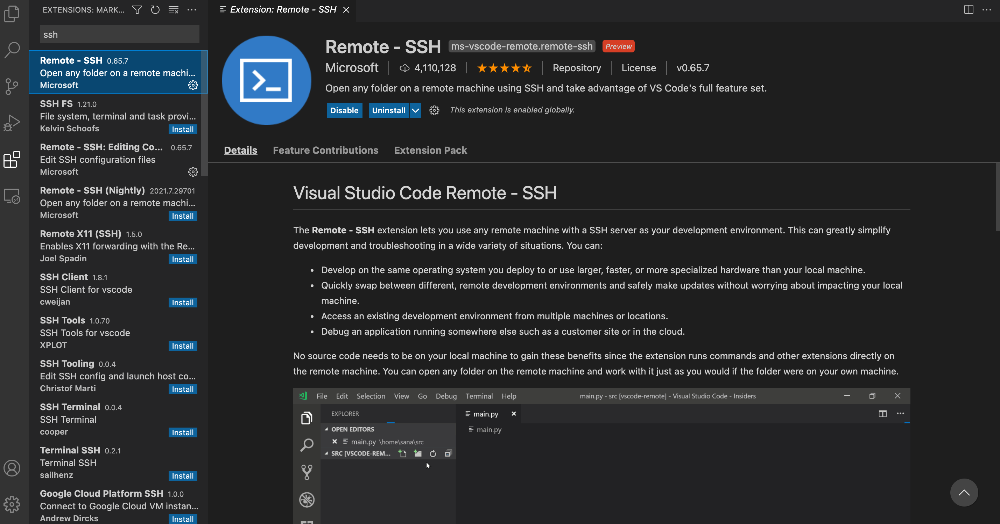 EXTENSIONS: MARK...
ssh
Remote - SSH 0.65.7
Open any folder on a remote machi...
Microsoft
SSH FS 1.21.0
File system, terminal and task provi...
Kelvin Schoofs
Install
Remote - SSH: Editing Co... 0.65.7
Edit SSH configuration files
Microsoft
Remote - SSH (Nightly) 2021.7.29701
Open any folder on a remote machi...
Microsoft
Install
Remote X11 (SSH) 1.5.0
Enables X11 forwarding with the Re...
Joel Spadin
Install
SSH Client 1.8.1
SSH Client for vscode
cweijan
Install
SSH Tools 1.0.70
SSH Tools for vscode
XPLOT
Install
SSH Tooling 0.0.4
Edit SSH config and launch host co...
Christof Marti
Install
SSH Terminal 0.0.4
SSH Terminal
cooper
Install
Terminal SSH 0.2.1
Terminal SSH
sailhenz
Install
Google Cloud Platform SSH 1.0.0
Connect to Google Cloud VM instan...
Andrew Dircks
Install
Extension: Remote - SSH
Remote - SSH ms-vscode-remote.remote-ssh Preview
Microsoft 4,110,128 Repository License v0.65.7
Open any folder on a remote machine using SSH and take advantage of VS Code's full feature set.
Disable Uninstall This extension is enabled globally.
Details Feature Contributions Extension Pack
Visual Studio Code Remote - SSH
The Remote - SSH extension lets you use any remote machine with a SSH server as your development environment. This can greatly simplify
development and troubleshooting in a wide variety of situations. You can:
• Develop on the same operating system you deploy to or use larger, faster, or more specialized hardware than your local machine.
• Quickly swap between different, remote development environments and safely make updates without worrying about impacting your local
machine.
• Access an existing development environment from multiple machines or locations.
• Debug an application running somewhere else such as a customer site or in the cloud.
No source code needs to be on your local machine to gain these benefits since the extension runs commands and other extensions directly on
the remote machine. You can open any folder on the remote machine and work with it just as you would if the folder were on your own machine.
File Edit Selection View Go Debug Terminal Help main.py - src [vscode-remote] - Visual Studio Code - Insiders
EXPLORER
OPEN EDITORS
main.py \home\sana\src
SRC [VSCODE-REM...
main.py
main.py